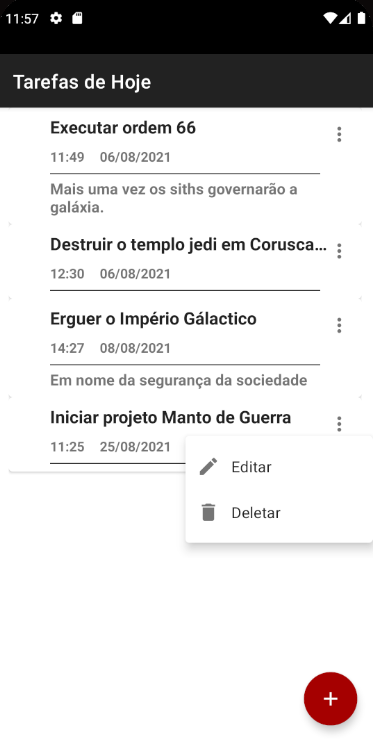 11:57
Tarefas de Hoje
Executar ordem 66
11:49 06/08/2021
Mais uma vez os siths governarão a
galáxia.
Destruir o templo jedi em Corusca...
12:30 06/08/2021
Erguer o Império Gálactico
14:27 08/08/2021
Em nome da segurança da sociedade
Iniciar projeto Manto de Guerra
11:25 25/08/2021
Editar
Deletar